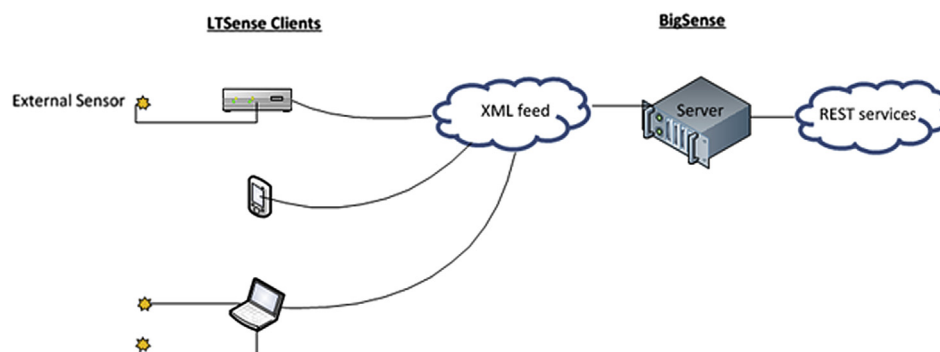 LTSense Clients
BigSense
External Sensor
XML feed
Server
REST services